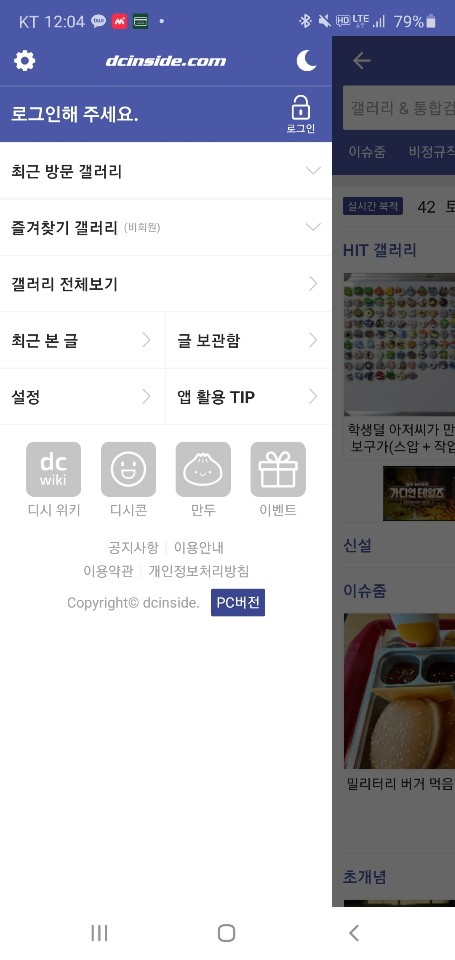 KT 12:04 TALK
HD LTE 79%
dcinside.com
로그인해 주세요.
로그인
최근 방문 갤러리
즐겨찾기 갤러리 (비회원)
갤러리 전체보기
최근 본 글
글 보관함
설정
앱 활용 TIP
dc
wiki
디시 위키
디시콘
만두
이벤트
공지사항 | 이용안내
이용약관 | 개인정보처리방침
Copyright© dcinside. PC버전
갤러리 & 통합검
이슈줌
비정규직
실시간 북적
42
HIT 갤러리
학생덜 아저씨가 만
보구가(스압 + 작업
가디언 테일즈
신설
이슈줌
밀리터리 버거 먹음
초개념